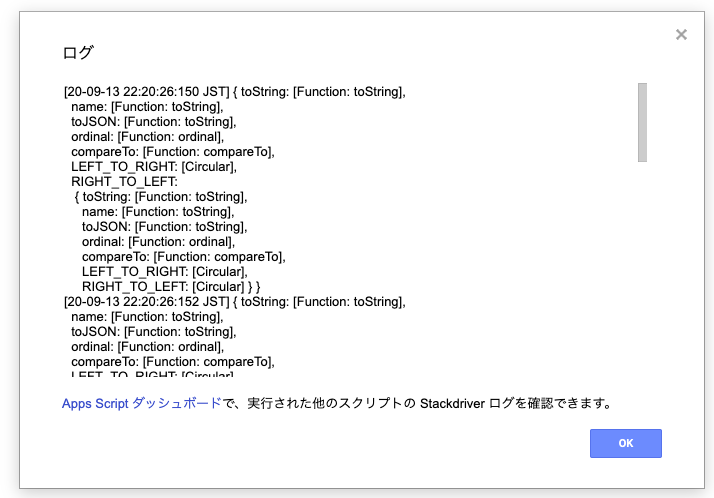 ログ
[20-09-13 22:20:26:150 JST] { toString: [Function: toString],
name: [Function: toString],
toJSON: [Function: toString],
ordinal: [Function: ordinal],
compareTo: [Function: compareTo],
LEFT_TO_RIGHT: [Circular],
RIGHT_TO_LEFT:
{ toString: [Function: toString],
name: [Function: toString],
toJSON: [Function: toString],
ordinal: [Function: ordinal],
compareTo: [Function: compareTo],
LEFT_TO_RIGHT: [Circular],
RIGHT_TO_LEFT: [Circular] } }
[20-09-13 22:20:26:152 JST] { toString: [Function: toString],
name: [Function: toString],
toJSON: [Function: toString],
ordinal: [Function: ordinal],
compareTo: [Function: compareTo],
LEFT_TO_RIGHT: [Circular]
Apps Script ダッシュボードで、実行された他のスクリプトの Stackdriver ログを確認できます。
OK